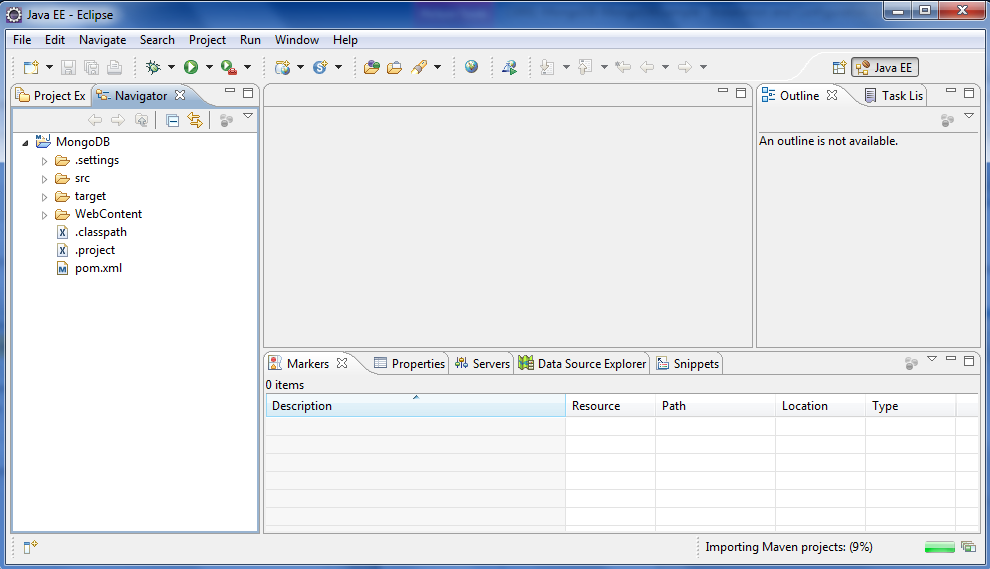 Java EE - Eclipse
File Edit Navigate Search Project Run Window Help
Java EE
Project Ex
Navigator
MongoDB
.settings
src
target
WebContent
.classpath
.project
pom.xml
Outline
Task Lis
An outline is not available.
Markers
Properties
Servers
Data Source Explorer
Snippets
0 items
Description Resource Path Location Type
Importing Maven projects: (9%)